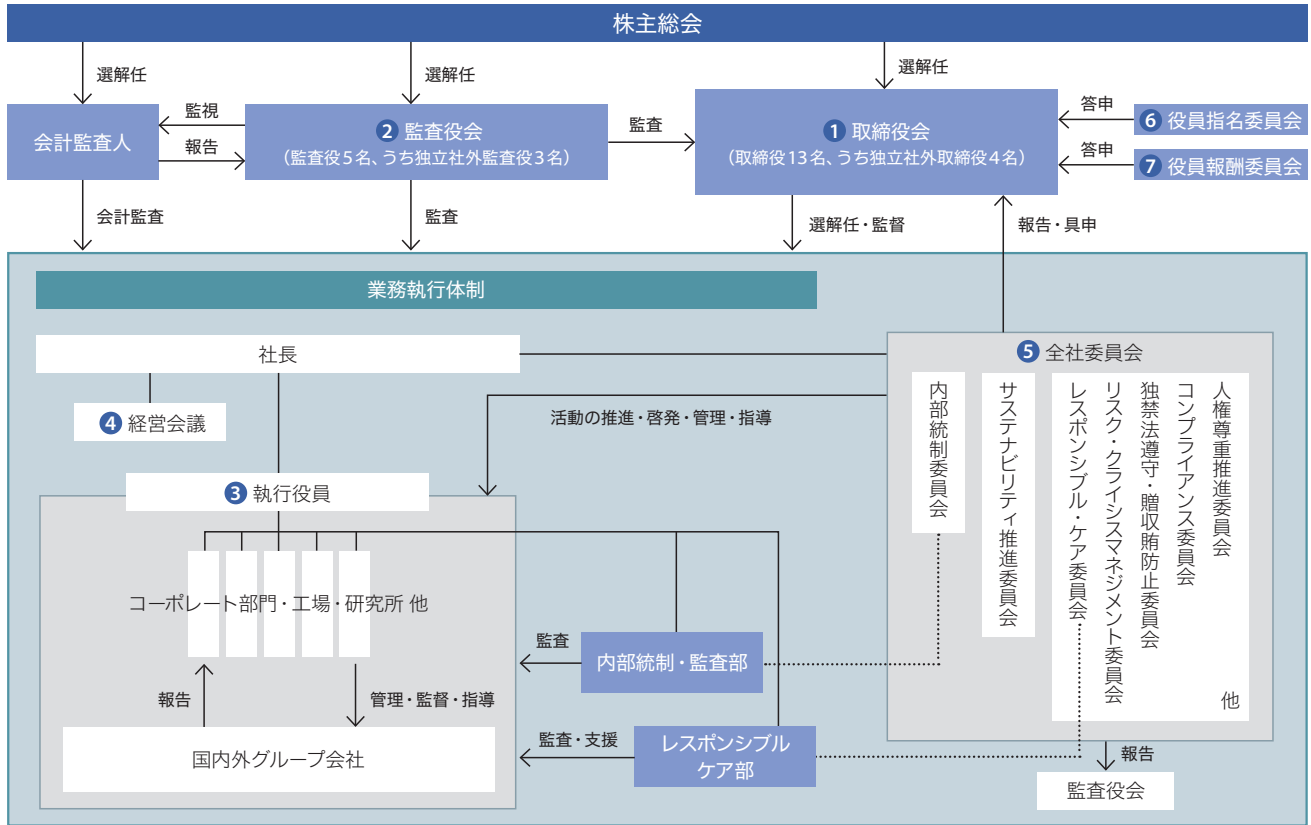 株主総会
選解任
選解任
選解任
会計監査人
監視
報告
❷ 監査役会
(監査役5名、うち独立社外監査役3名)
監査
❶ 取締役会
(取締役13名、うち独立社外取締役4名)
答申
❻ 役員指名委員会
答申
❼ 役員報酬委員会
会計監査
監査
選解任・監督
報告・具申
業務執行体制
社長
❹ 経営会議
❸ 執行役員
活動の推進・啓発・管理・指導
コーポレート部門・工場・研究所 他
報告
管理・監督・指導
国内外グループ会社
監査
内部統制・監査部
監査・支援
レスポンシブル
ケア部
❺ 全社委員会
内部統制委員会
サステナビリティ推進委員会
レスポンシブル・ケア委員会
リスク・クライシスマネジメント委員会
独禁法遵守・贈収賄防止委員会
コンプライアンス委員会
人権尊重推進委員会
他
報告
監査役会